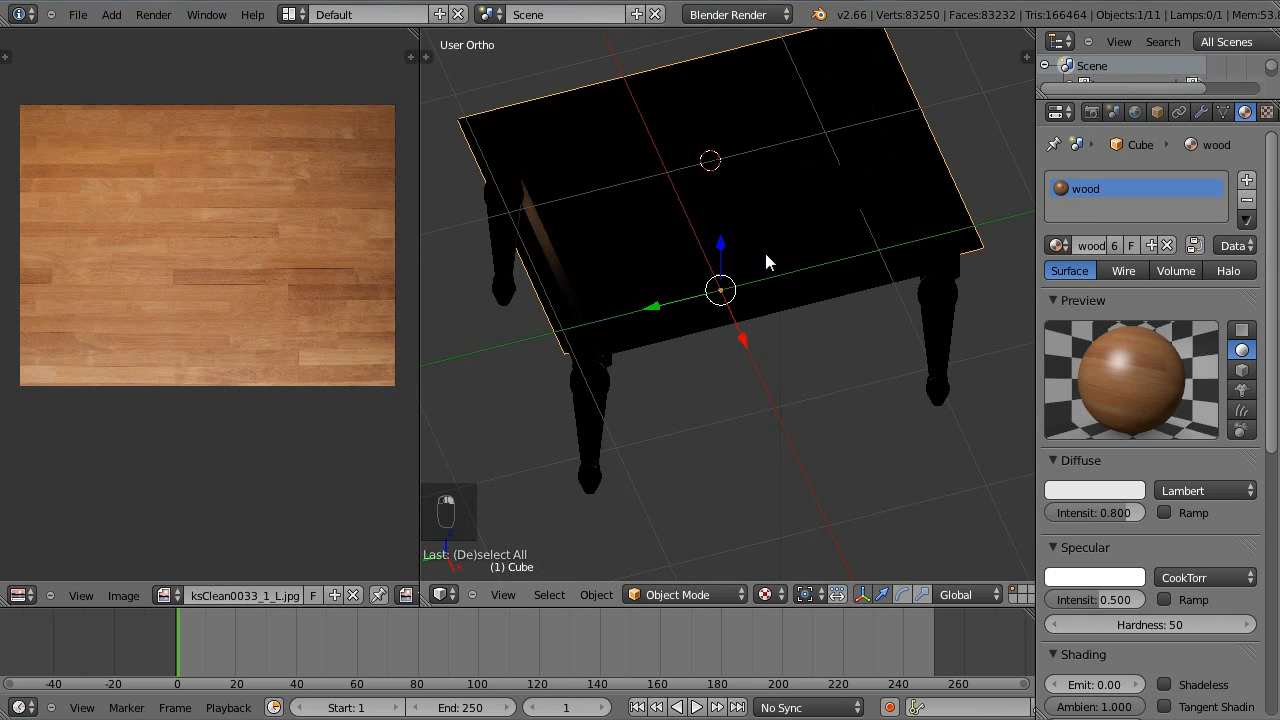 File Add Render Window Help Default Scene Blender Render v2.66 | Verts:83250 | Faces:83232 | Tris:166464 | Objects:1/11 | Lamps:0/1 | Mem:53.
User Ortho
View Search All Scenes
Scene
Cube wood
wood
wood 6 F Data
Surface Wire Volume Halo
Preview
Diffuse
Lambert
Intensit: 0.800 Ramp
Specular
CookTorr
Intensit: 0.500 Ramp
Hardness: 50
Shading
Emit: 0.00 Shadeless
Ambien: 1.000 Tangent Shadin
Last: (De)select All
(1) Cube
View Image ksClean0033_1_L.jpg F
View Select Object Object Mode Global
-40 -20 0 20 40 60 80 100 120 140 160 180 200 220 240 260
View Marker Frame Playback Start: 1 End: 250 1 No Sync